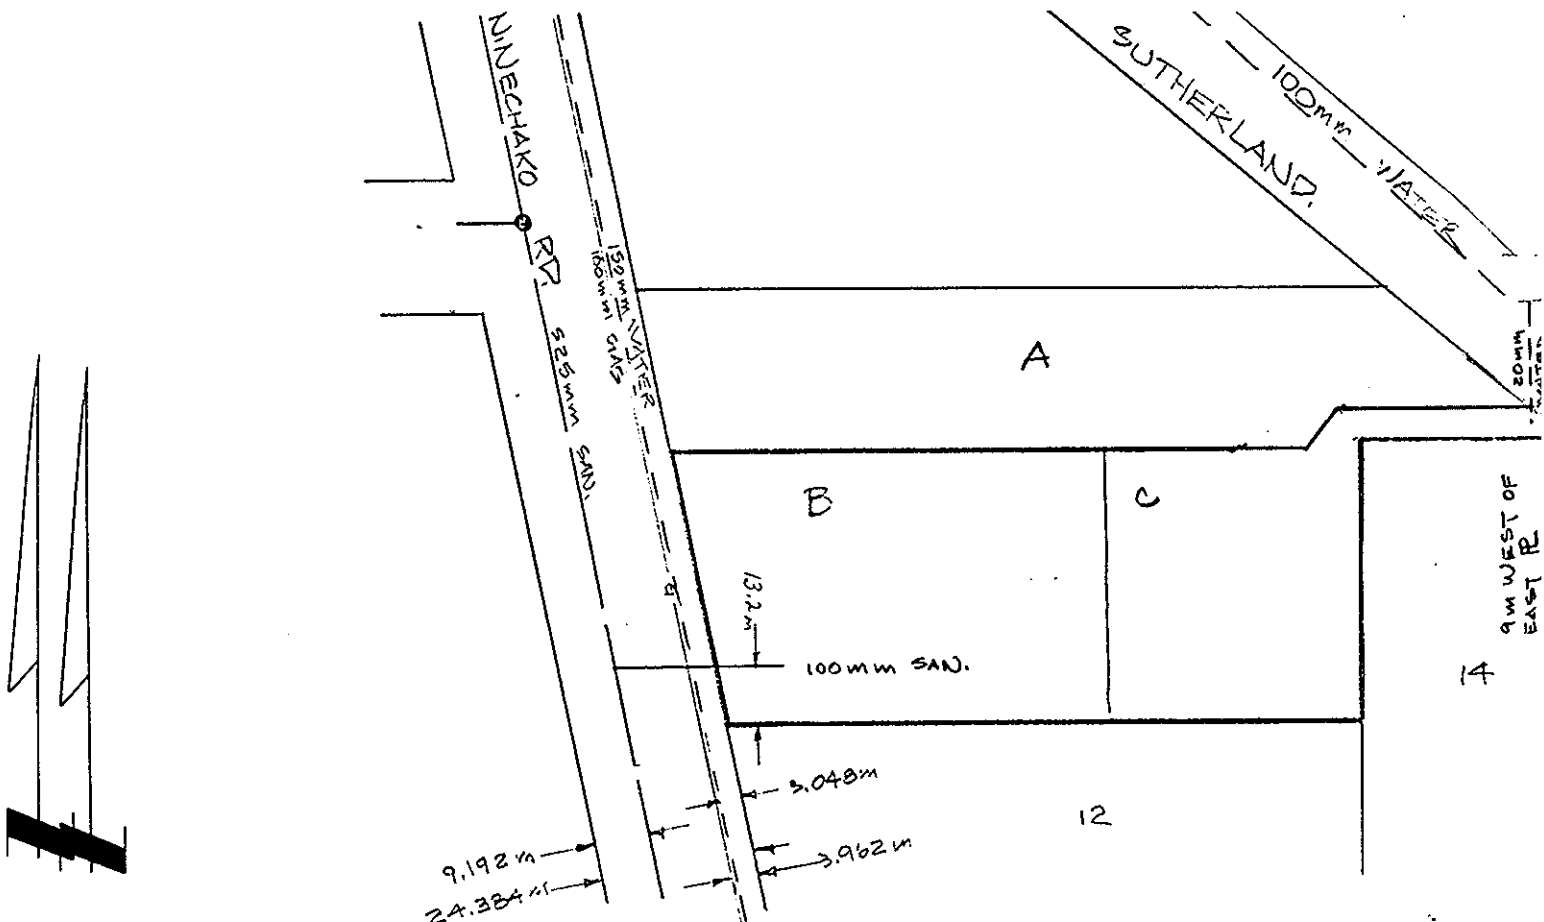 NINECHAKO RD.
525mm SAN.
150mm WATER
100mm GAS
SUTHERLAND.
100mm WATER
20mm
WATER
A
B
C
13.2m
100mm SAN.
9m WEST OF
EAST PL
14
12
3.048m
3.962m
9.192m
24.384m